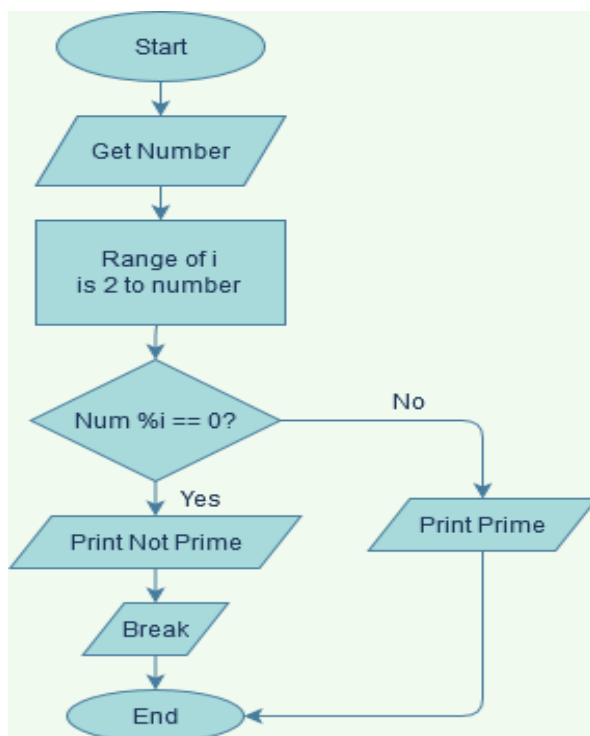 Start
Get Number
Range of i
is 2 to number
Num %i == 0?
No
Yes
Print Not Prime
Print Prime
Break
End